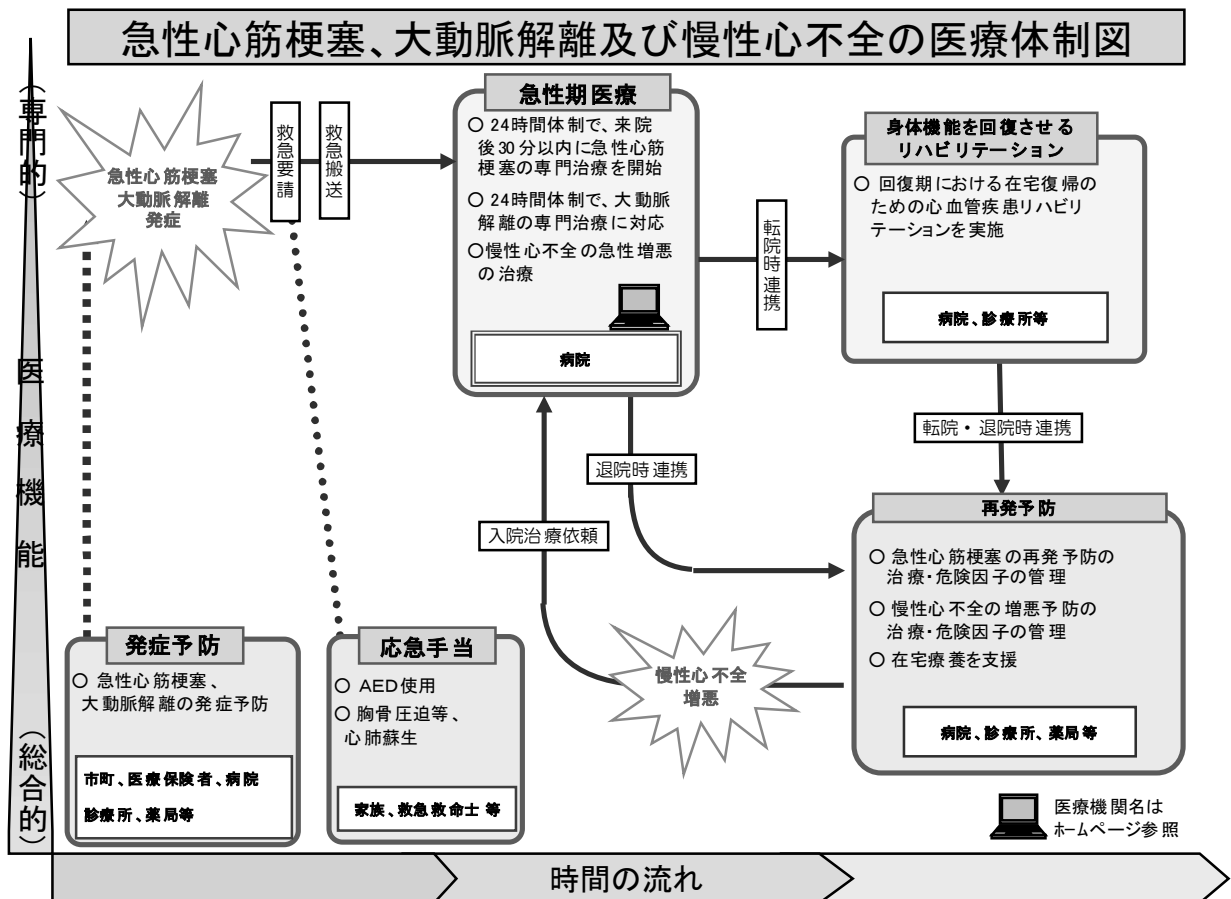 急性心筋梗塞、大動脈解離及び慢性心不全の医療体制図
(専門的)
医療機能
(総合的)
急性心筋梗塞
大動脈解離
発症
救急要請
救急搬送
急性期医療
○ 24時間体制で、来院
後30分以内に急性心筋
梗塞の専門治療を開始
○ 24時間体制で、大動脈
解離の専門治療に対応
○慢性心不全の急性増悪
の治療
病院
転院時連携
身体機能を回復させる
リハビリテーション
○ 回復期における在宅復帰の
ための心血管疾患リハビリ
テーションを実施
病院、診療所等
転院・退院時連携
退院時連携
入院治療依頼
再発予防
○ 急性心筋梗塞の再発予防の
治療・危険因子の管理
○ 慢性心不全の増悪予防の
治療・危険因子の管理
○ 在宅療養を支援
病院、診療所、薬局等
慢性心不全
増悪
発症予防
○ 急性心筋梗塞、
大動脈解離の発症予防
市町、医療保険者、病院
診療所、薬局等
応急手当
○ AED使用
○ 胸骨圧迫等、
心肺蘇生
家族、救急救命士等
医療機関名は
ホームページ参照
時間の流れ